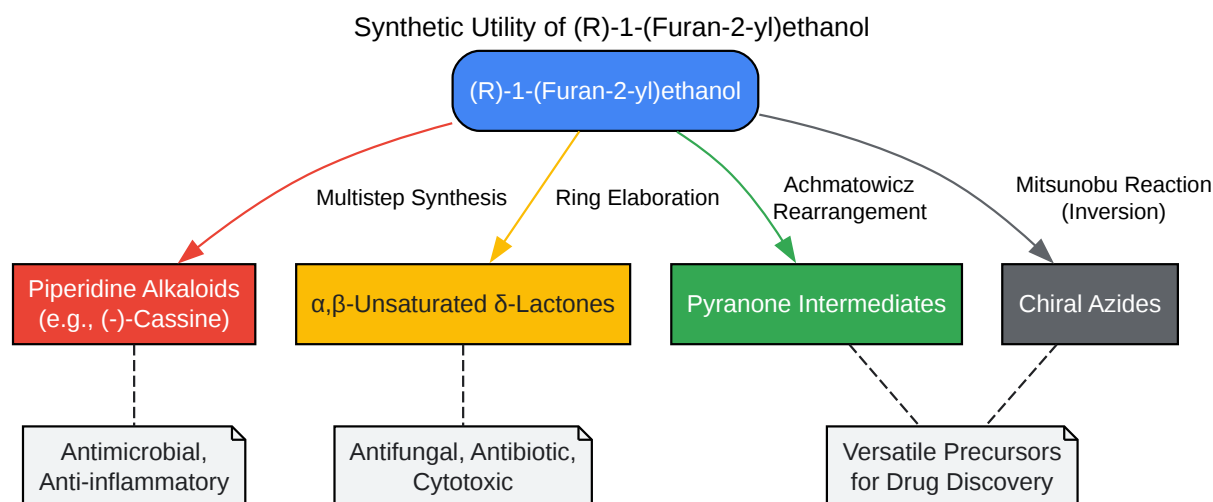 Synthetic Utility of (R)-1-(Furan-2-yl)ethanol
(R)-1-(Furan-2-yl)ethanol
Multistep Synthesis
Ring Elaboration
Achmatowicz
Rearrangement
Mitsunobu Reaction
(Inversion)
Piperidine Alkaloids
(e.g., (-)-Cassine)
α,β-Unsaturated δ-Lactones
Pyranone Intermediates
Chiral Azides
Antimicrobial,
Anti-inflammatory
Antifungal, Antibiotic,
Cytotoxic
Versatile Precursors
for Drug Discovery